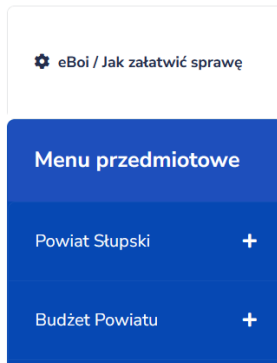 eBoi / Jak załatwić sprawę
Menu przedmiotowe
Powiat Słupski +
Budżet Powiatu +